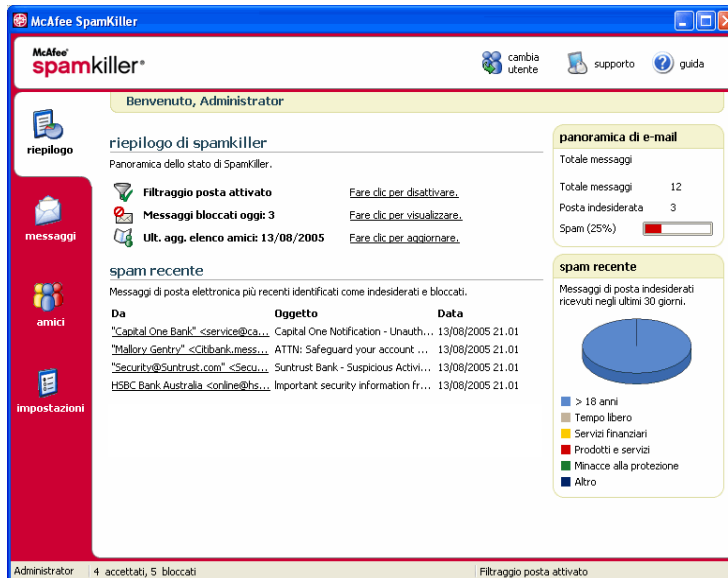 McAfee SpamKiller
McAfee®
spamkiller®
cambia utente
supporto
guida
riepilogo
messaggi
amici
impostazioni
Benvenuto, Administrator
riepilogo di spamkiller
Panoramica dello stato di SpamKiller.
Filtraggio posta attivato Fare clic per disattivare.
Messaggi bloccati oggi: 3 Fare clic per visualizzare.
Ult. agg. elenco amici: 13/08/2005 Fare clic per aggiornare.
spam recente
Messaggi di posta elettronica più recenti identificati come indesiderati e bloccati.
Da Oggetto Data
"Capital One Bank" <service@ca... Capital One Notification - Unauth... 13/08/2005 21.01
"Mallory Gentry" <Citibank.mess... ATTN: Safeguard your account ... 13/08/2005 21.01
"Security@Suntrust.com" <Secu... Suntrust Bank - Suspicious Activi... 13/08/2005 21.01
HSBC Bank Australia <online@hs... Important security information fr... 13/08/2005 21.01
panoramica di e-mail
Totale messaggi
Totale messaggi 12
Posta indesiderata 3
Spam (25%)
spam recente
Messaggi di posta indesiderati
ricevuti negli ultimi 30 giorni.
> 18 anni
Tempo libero
Servizi finanziari
Prodotti e servizi
Minacce alla protezione
Altro
Administrator 4 accettati, 5 bloccati Filtraggio posta attivato